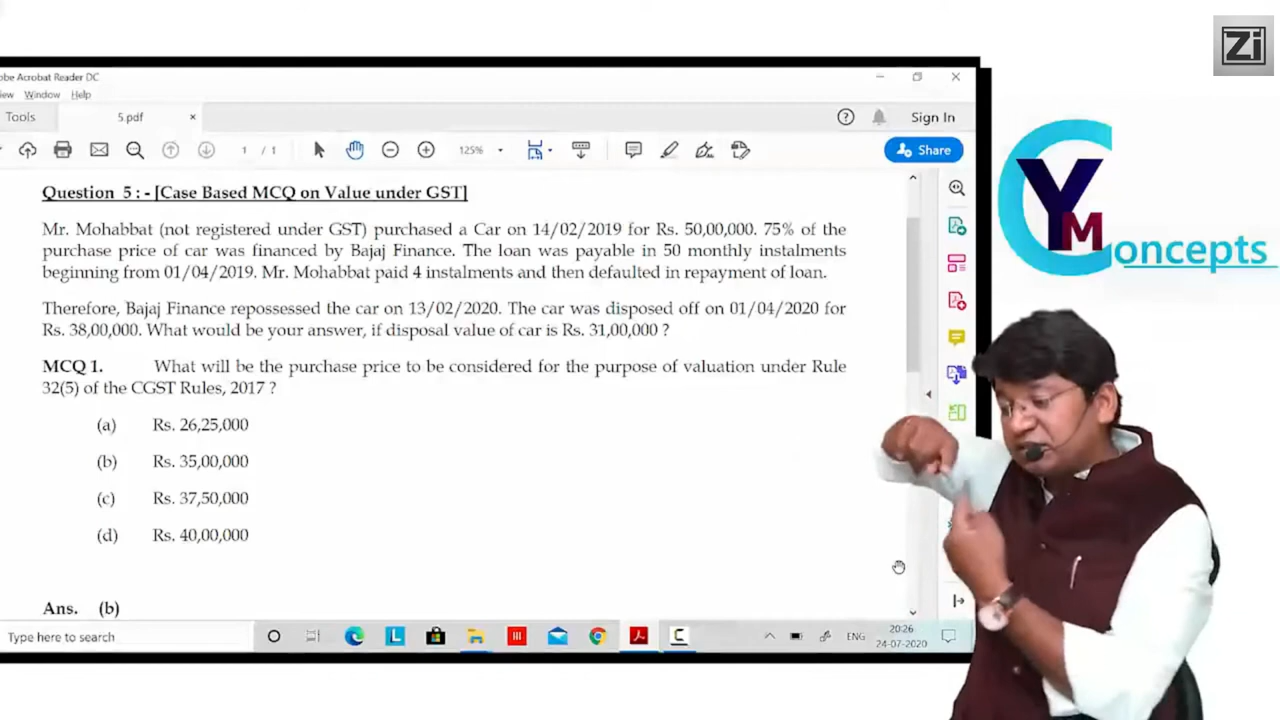 Zi
obe Acrobat Reader DC
iew Window Help
Tools
5.pdf
×
Sign In
1 / 1
125%
Share
Question 5 : - [Case Based MCQ on Value under GST]
Mr. Mohabbat (not registered under GST) purchased a Car on 14/02/2019 for Rs. 50,00,000. 75% of the
purchase price of car was financed by Bajaj Finance. The loan was payable in 50 monthly instalments
beginning from 01/04/2019. Mr. Mohabbat paid 4 instalments and then defaulted in repayment of loan.
Therefore, Bajaj Finance repossessed the car on 13/02/2020. The car was disposed off on 01/04/2020 for
Rs. 38,00,000. What would be your answer, if disposal value of car is Rs. 31,00,000 ?
MCQ 1. What will be the purchase price to be considered for the purpose of valuation under Rule
32(5) of the CGST Rules, 2017 ?
(a) Rs. 26,25,000
(b) Rs. 35,00,000
(c) Rs. 37,50,000
(d) Rs. 40,00,000
Ans. (b)
Type here to search
L
ENG
20:26
24-07-2020
YM
Concepts